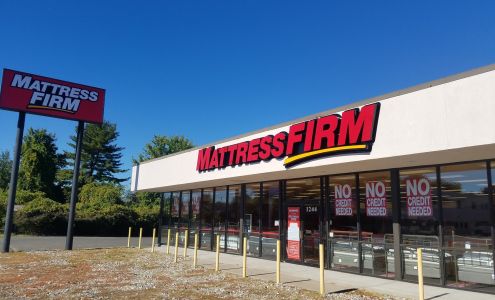 MATTRESS
FIRM
MATTRESS FIRM
1244
NO
CREDIT
NEEDED
NO
CREDIT
NEEDED
NO
CREDIT
NEEDED